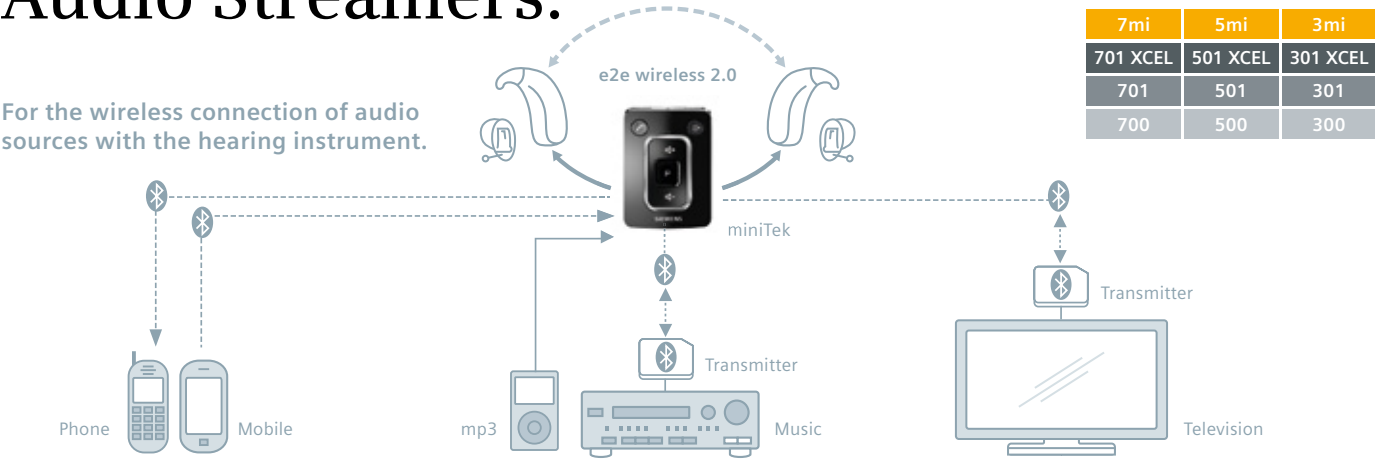 Audio Streamers.
For the wireless connection of audio
sources with the hearing instrument.
e2e wireless 2.0
7mi 5mi 3mi
701 XCEL 501 XCEL 301 XCEL
701 501 301
700 500 300
P
SIEMENS
miniTek
Transmitter
Transmitter
Phone
Mobile
mp3
Music
Television